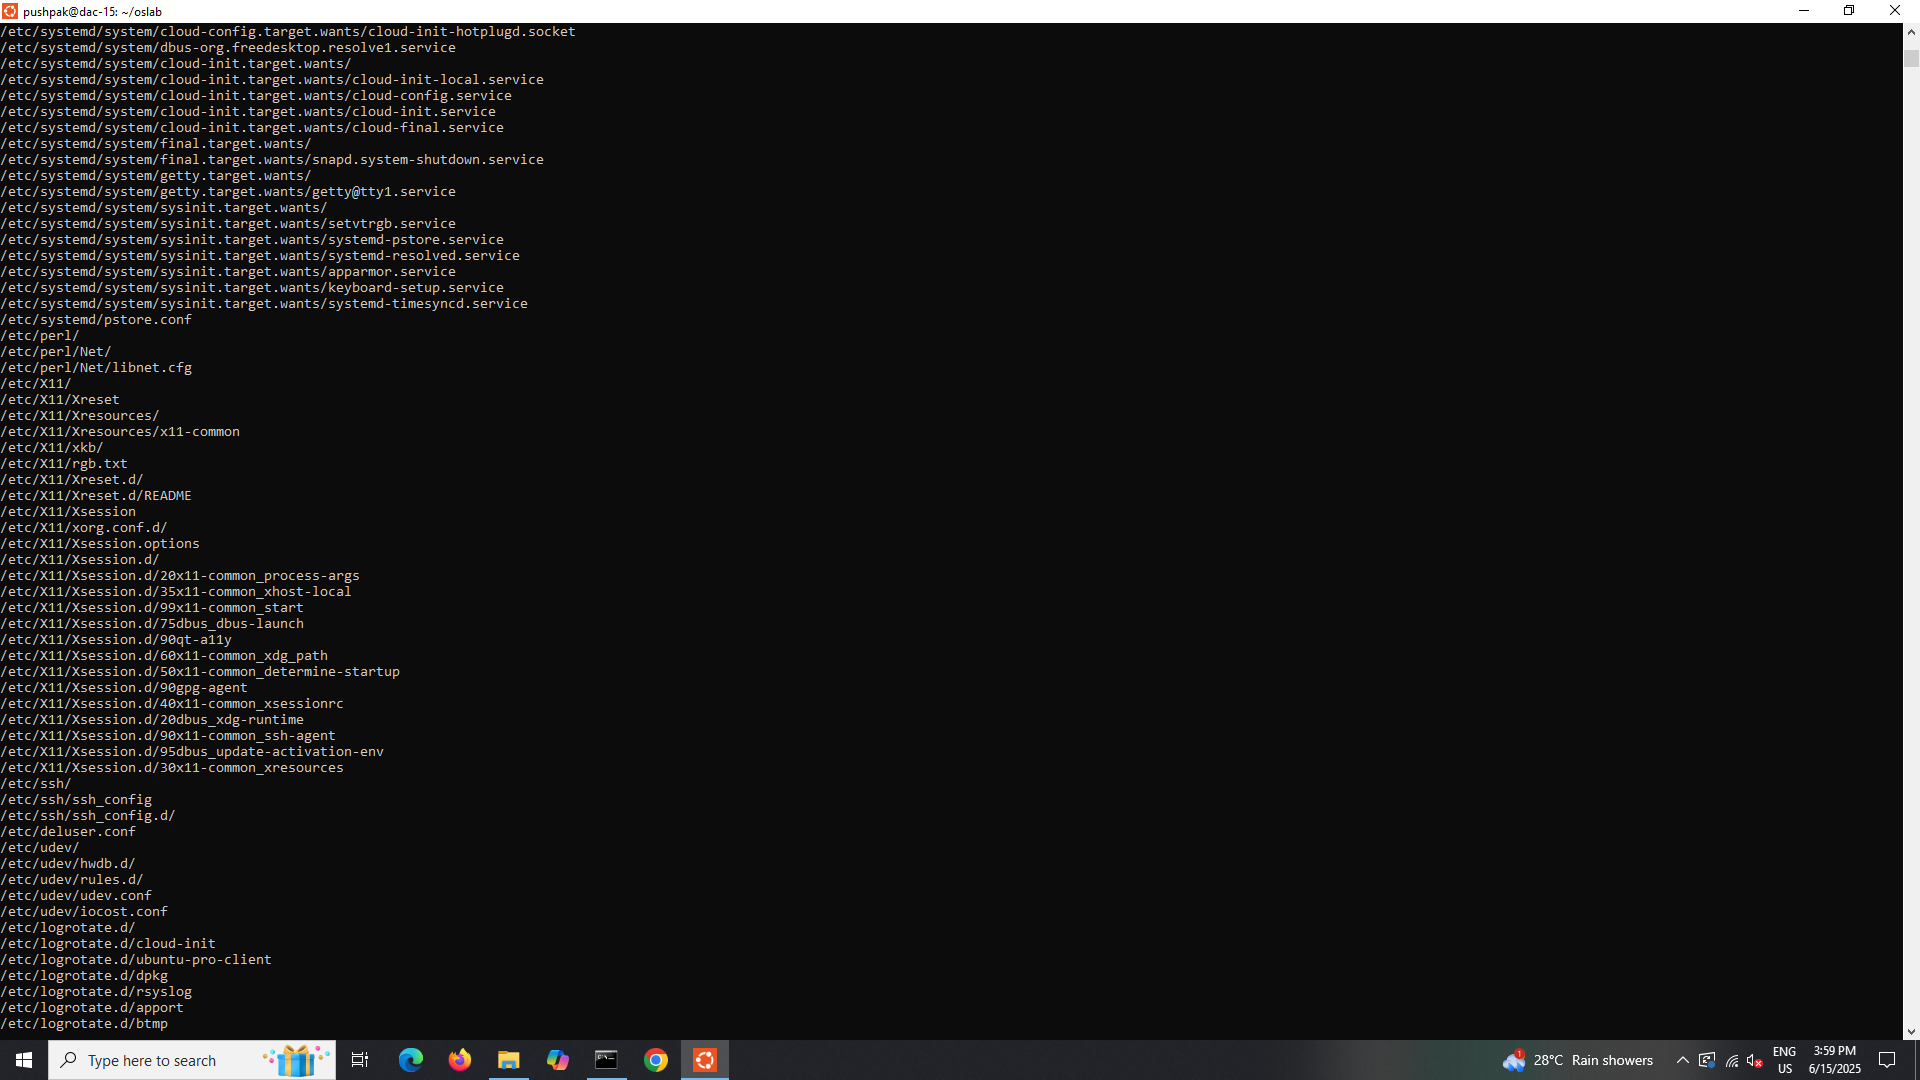 pushpak@dac-15: ~/oslab
/etc/systemd/system/cloud-config.target.wants/cloud-init-hotplugd.socket
/etc/systemd/system/dbus-org.freedesktop.resolve1.service
/etc/systemd/system/cloud-init.target.wants/
/etc/systemd/system/cloud-init.target.wants/cloud-init-local.service
/etc/systemd/system/cloud-init.target.wants/cloud-config.service
/etc/systemd/system/cloud-init.target.wants/cloud-init.service
/etc/systemd/system/cloud-init.target.wants/cloud-final.service
/etc/systemd/system/final.target.wants/
/etc/systemd/system/final.target.wants/snapd.system-shutdown.service
/etc/systemd/system/getty.target.wants/
/etc/systemd/system/getty.target.wants/getty@tty1.service
/etc/systemd/system/sysinit.target.wants/
/etc/systemd/system/sysinit.target.wants/setvtrgb.service
/etc/systemd/system/sysinit.target.wants/systemd-pstore.service
/etc/systemd/system/sysinit.target.wants/systemd-resolved.service
/etc/systemd/system/sysinit.target.wants/apparmor.service
/etc/systemd/system/sysinit.target.wants/keyboard-setup.service
/etc/systemd/system/sysinit.target.wants/systemd-timesyncd.service
/etc/systemd/pstore.conf
/etc/perl/
/etc/perl/Net/
/etc/perl/Net/libnet.cfg
/etc/X11/
/etc/X11/Xreset
/etc/X11/Xresources/
/etc/X11/Xresources/x11-common
/etc/X11/xkb/
/etc/X11/rgb.txt
/etc/X11/Xreset.d/
/etc/X11/Xreset.d/README
/etc/X11/Xsession
/etc/X11/xorg.conf.d/
/etc/X11/Xsession.options
/etc/X11/Xsession.d/
/etc/X11/Xsession.d/20x11-common_process-args
/etc/X11/Xsession.d/35x11-common_xhost-local
/etc/X11/Xsession.d/99x11-common_start
/etc/X11/Xsession.d/75dbus_dbus-launch
/etc/X11/Xsession.d/90qt-a11y
/etc/X11/Xsession.d/60x11-common_xdg_path
/etc/X11/Xsession.d/50x11-common_determine-startup
/etc/X11/Xsession.d/90gpg-agent
/etc/X11/Xsession.d/40x11-common_xsessionrc
/etc/X11/Xsession.d/20dbus_xdg-runtime
/etc/X11/Xsession.d/90x11-common_ssh-agent
/etc/X11/Xsession.d/95dbus_update-activation-env
/etc/X11/Xsession.d/30x11-common_xresources
/etc/ssh/
/etc/ssh/ssh_config
/etc/ssh/ssh_config.d/
/etc/deluser.conf
/etc/udev/
/etc/udev/hwdb.d/
/etc/udev/rules.d/
/etc/udev/udev.conf
/etc/udev/iocost.conf
/etc/logrotate.d/
/etc/logrotate.d/cloud-init
/etc/logrotate.d/ubuntu-pro-client
/etc/logrotate.d/dpkg
/etc/logrotate.d/rsyslog
/etc/logrotate.d/apport
/etc/logrotate.d/btmp
Type here to search
1
28°C Rain showers
ENG
US
3:59 PM
6/15/2025